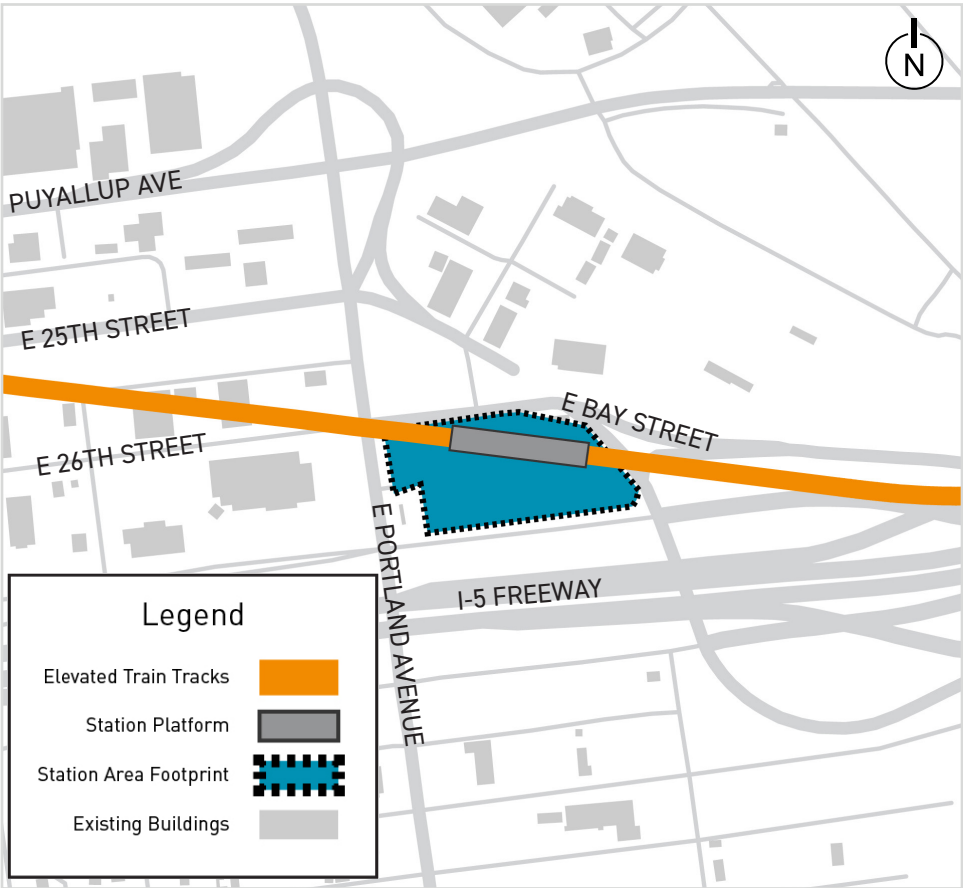 N
PUYALLUP AVE
E 25TH STREET
E BAY STREET
E 26TH STREET
E PORTLAND AVENUE
I-5 FREEWAY
Legend
Elevated Train Tracks
Station Platform
Station Area Footprint
Existing Buildings